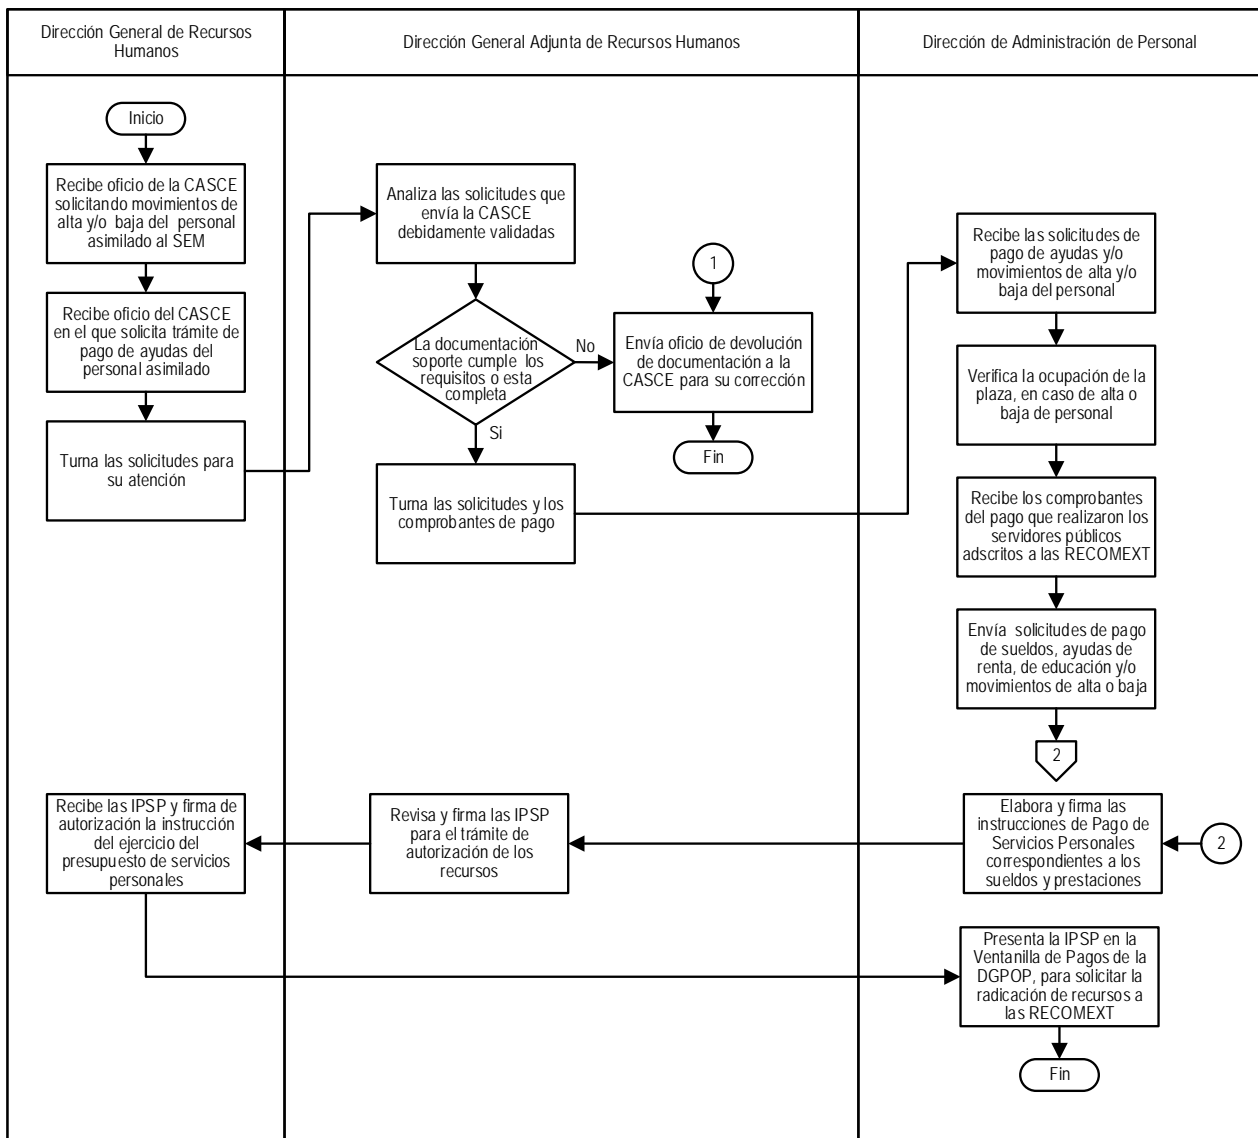 Dirección General de Recursos
Humanos
Dirección General Adjunta de Recursos Humanos
Dirección de Administración de Personal
Inicio
Recibe oficio de la CASCE
solicitando movimientos de
alta y/o baja del personal
asimilado al SEM
Recibe oficio del CASCE
en el que solicita trámite de
pago de ayudas del
personal asimilado
Turna las solicitudes para
su atención
Analiza las solicitudes que
envía la CASCE
debidamente validadas
La documentación
soporte cumple los
requisitos o esta
completa
No
Si
1
Envía oficio de devolución
de documentación a la
CASCE para su corrección
Fin
Turna las solicitudes y los
comprobantes de pago
Recibe las solicitudes de
pago de ayudas y/o
movimientos de alta y/o
baja del personal
Verifica la ocupación de la
plaza, en caso de alta o
baja de personal
Recibe los comprobantes
del pago que realizaron los
servidores públicos
adscritos a las RECOMEXT
Envía solicitudes de pago
de sueldos, ayudas de
renta, de educación y/o
movimientos de alta o baja
2
Elabora y firma las
instrucciones de Pago de
Servicios Personales
correspondientes a los
sueldos y prestaciones
2
Revisa y firma las IPSP
para el trámite de
autorización de los
recursos
Recibe las IPSP y firma de
autorización la instrucción
del ejercicio del
presupuesto de servicios
personales
Presenta la IPSP en la
Ventanilla de Pagos de la
DGPOP, para solicitar la
radicación de recursos a
las RECOMEXT
Fin